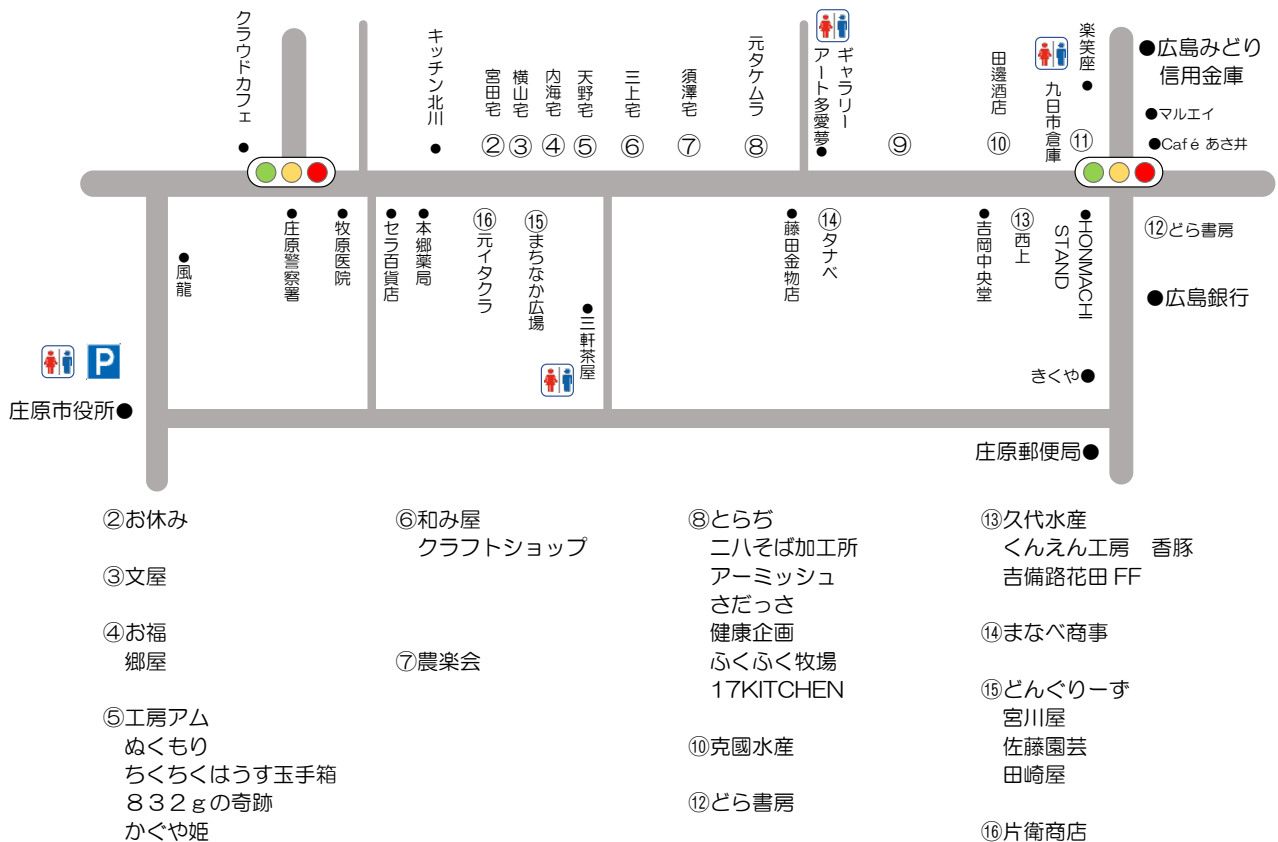 クラウドカフェ
キッチン北川
宮田宅
横山宅
内海宅
天野宅
三上宅
須澤宅
元タケムラ
ギャラリー
アート多愛夢
田邊酒店
九日市倉庫
楽笑座
●広島みどり
信用金庫
●マルエイ
●Café あさ井
②
③
④
⑤
⑥
⑦
⑧
⑨
⑩
⑪
風龍
庄原警察署
牧原医院
セラ百貨店
本郷薬局
⑯元イタクラ
⑮まちなか広場
三軒茶屋
藤田金物店
⑭タナベ
吉岡中央堂
⑬西上
HONMACHI
STAND
⑫どら書房
●広島銀行
P
きくや●
庄原市役所●
庄原郵便局●
②お休み
③文屋
④お福
郷屋
⑤工房アム
ぬくもり
ちくちくはうす玉手箱
832gの奇跡
かぐや姫
⑥和み屋
クラフトショップ
⑦農楽会
⑧とらぢ
二八そば加工所
アーミッシュ
さだっさ
健康企画
ふくふく牧場
17KITCHEN
⑩克國水産
⑫どら書房
⑬久代水産
くんえん工房　香豚
吉備路花田 FF
⑭まなべ商事
⑮どんぐりーず
宮川屋
佐藤園芸
田崎屋
⑯片衛商店